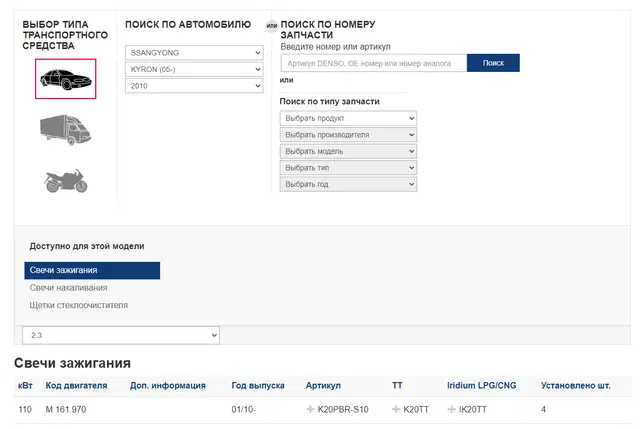 ВЫБОР ТИПА
ТРАНСПОРТНОГО
СРЕДСТВА
ПОИСК ПО АВТОМОБИЛЮ
SSANGYONG
KYRON (05-)
2010
или
ПОИСК ПО НОМЕРУ
ЗАПЧАСТИ
Введите номер или артикул
Артикул DENSO, OE номер или номер аналога
Поиск
или
Поиск по типу запчасти
Выбрать продукт
Выбрать производителя
Выбрать модель
Выбрать тип
Выбрать год
Доступно для этой модели
Свечи зажигания
Свечи накаливания
Щетки стеклоочистителя
2.3
Свечи зажигания
кВт Код двигателя Доп. информация Год выпуска Артикул TT Iridium LPG/CNG Установлено шт.
110 M 161.970 01/10- K20PBR-S10 K20TT IK20TT 4